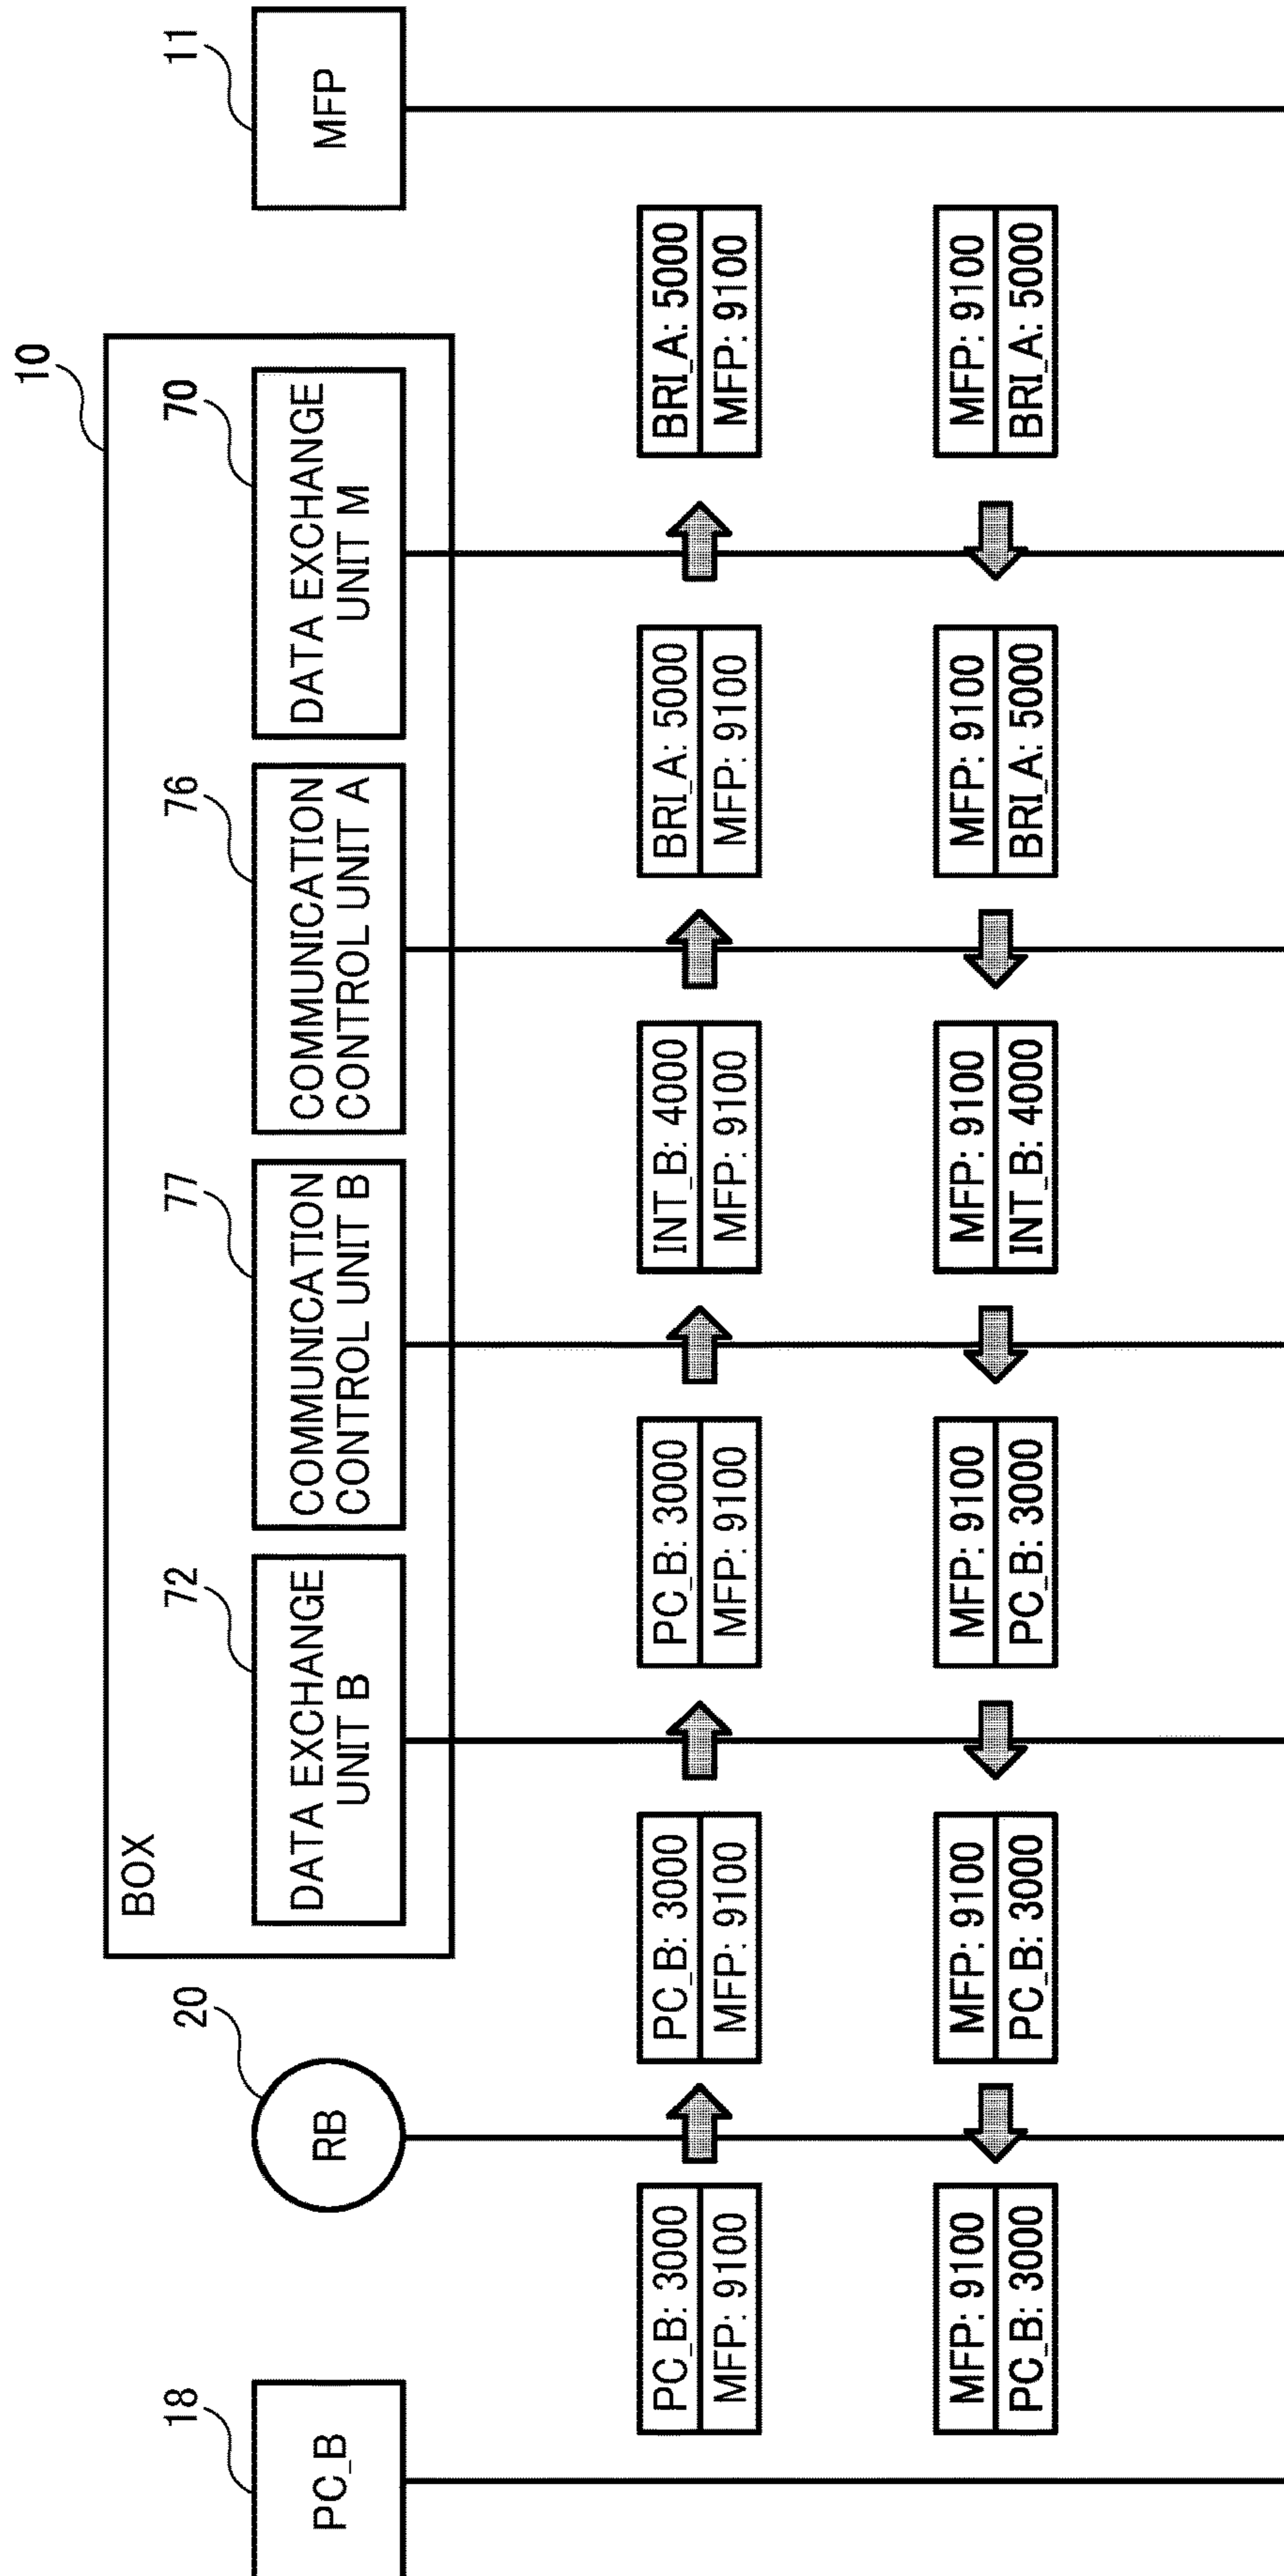 10
BOX
18
PC_B
20
RB
72
DATA EXCHANGE
UNIT B
77
COMMUNICATION
CONTROL UNIT B
76
COMMUNICATION
CONTROL UNIT A
70
DATA EXCHANGE
UNIT M
11
MFP
PC_B: 3000
MFP: 9100
PC_B: 3000
MFP: 9100
PC_B: 3000
MFP: 9100
INT_B: 4000
MFP: 9100
BRI_A: 5000
MFP: 9100
BRI_A: 5000
MFP: 9100
MFP: 9100
PC_B: 3000
MFP: 9100
PC_B: 3000
MFP: 9100
PC_B: 3000
MFP: 9100
INT_B: 4000
MFP: 9100
BRI_A: 5000
MFP: 9100
BRI_A: 5000